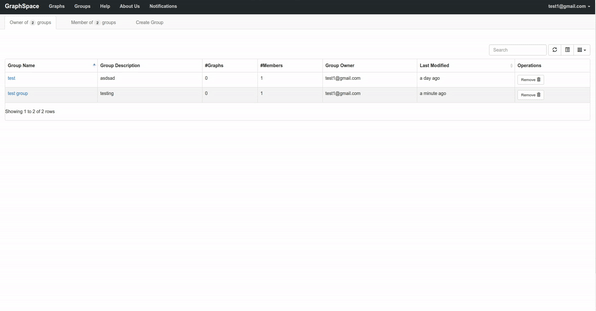 GraphSpace Graphs Groups Help About Us Notifications test1@gmail.com
Owner of 2 groups Member of 2 groups Create Group
Search
Group Name Group Description #Graphs #Members Group Owner Last Modified Operations
test asdsad 0 1 test1@gmail.com a day ago Remove
test group testing 0 1 test1@gmail.com a minute ago Remove
Showing 1 to 2 of 2 rows